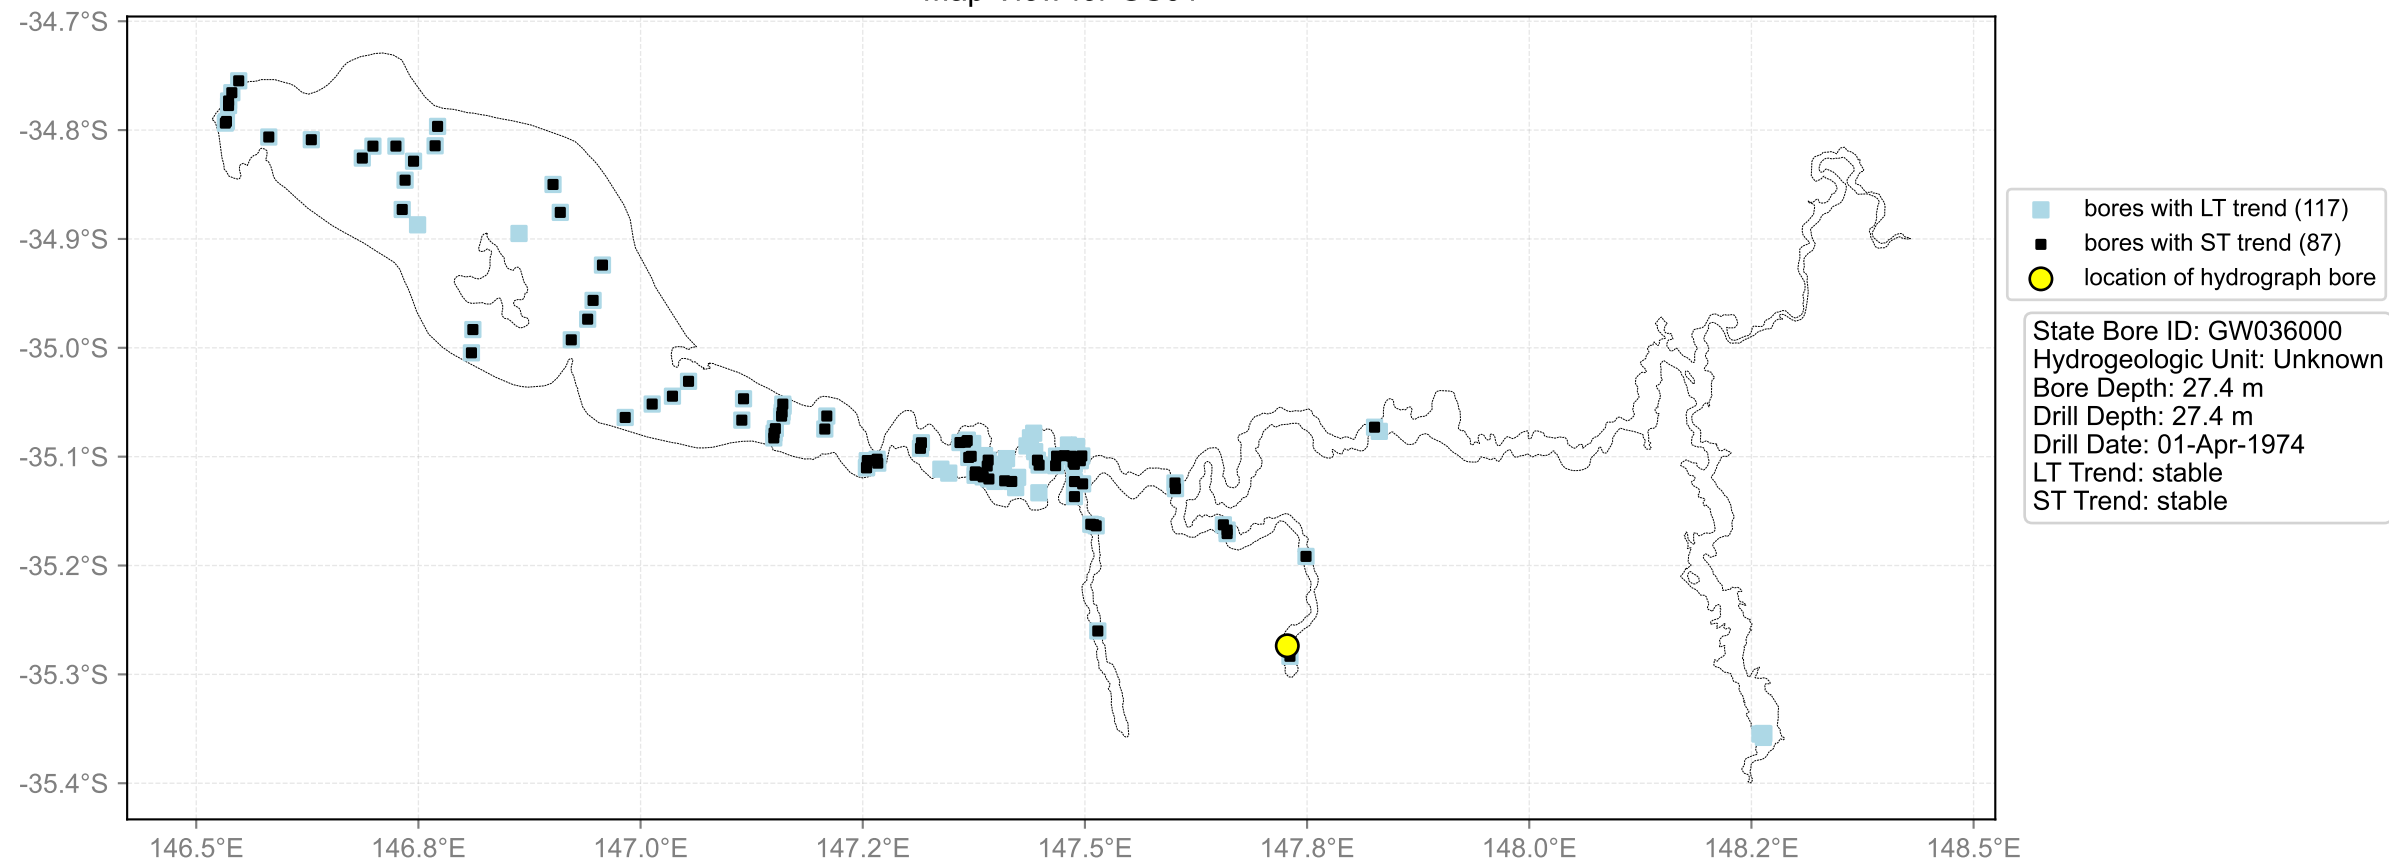 -34.7°S
-34.8°S
-34.9°S
-35.0°S
-35.1°S
-35.2°S
-35.3°S
-35.4°S
146.5°E
146.8°E
147.0°E
147.2°E
147.5°E
147.8°E
148.0°E
148.2°E
148.5°E
bores with LT trend (117)
bores with ST trend (87)
location of hydrograph bore
State Bore ID: GW036000
Hydrogeologic Unit: Unknown
Bore Depth: 27.4 m
Drill Depth: 27.4 m
Drill Date: 01-Apr-1974
LT Trend: stable
ST Trend: stable